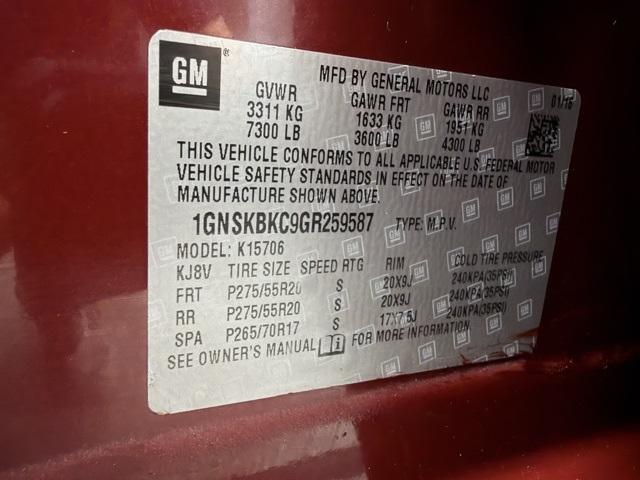 GM ®
MFD BY GENERAL MOTORS LLC
01/16
GVWR GAWR FRT GAWR RR
3311 KG 1633 KG 1951 KG
7300 LB 3600 LB 4300 LB
THIS VEHICLE CONFORMS TO ALL APPLICABLE U.S. FEDERAL MOTOR
VEHICLE SAFETY STANDARDS IN EFFECT ON THE DATE OF
MANUFACTURE SHOWN ABOVE.
1GNSKBKC9GR259587 TYPE: M.P.V.
MODEL: K15706
KJ8V TIRE SIZE SPEED RTG RIM COLD TIRE PRESSURE
FRT P275/55R20 S 20X9J 240KPA(35PSI)
RR P275/55R20 S 20X9J 240KPA(35PSI)
SPA P265/70R17 S 17X7.5J 240KPA(35PSI)
SEE OWNER'S MANUAL FOR MORE INFORMATION.